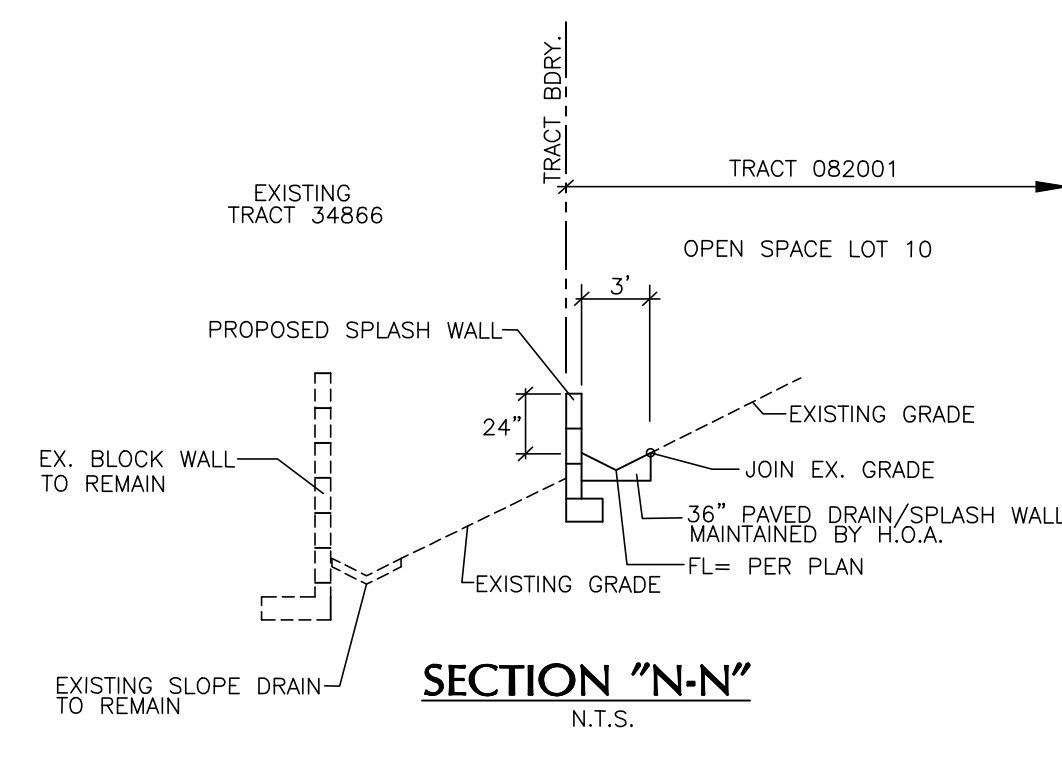 TRACT BDRY.
TRACT 082001
EXISTING
TRACT 34866
OPEN SPACE LOT 10
3'
PROPOSED SPLASH WALL
24"
EXISTING GRADE
EX. BLOCK WALL
TO REMAIN
JOIN EX. GRADE
36" PAVED DRAIN/SPLASH WALL
MAINTAINED BY H.O.A.
FL= PER PLAN
EXISTING GRADE
EXISTING SLOPE DRAIN
TO REMAIN
SECTION "N-N"
N.T.S.